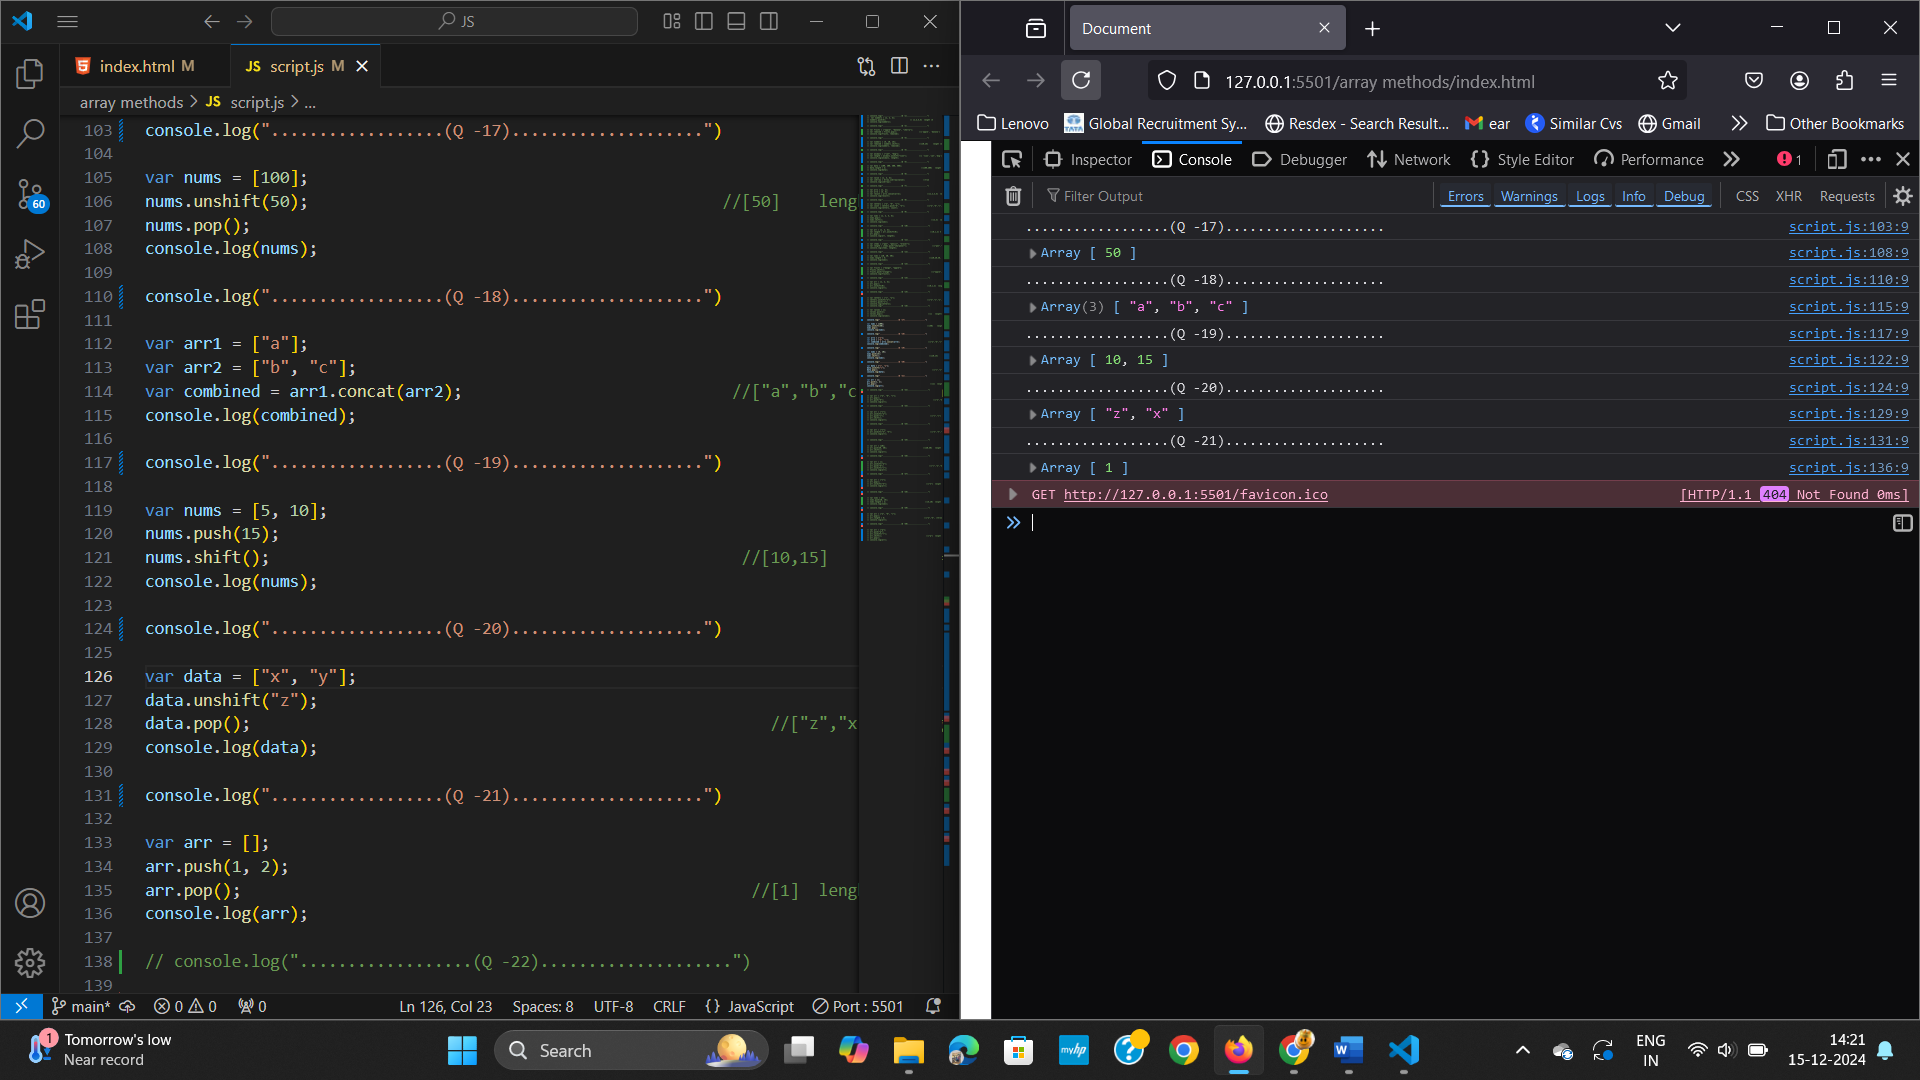 JS
index.html M
JS script.js M
array methods > JS script.js > ...
103 console.log("..................(Q -17)....................")
104
105 var nums = [100];
106 nums.unshift(50); //[50] leng
107 nums.pop();
108 console.log(nums);
109
110 console.log("..................(Q -18)....................")
111
112 var arr1 = ["a"];
113 var arr2 = ["b", "c"];
114 var combined = arr1.concat(arr2); //["a","b","c
115 console.log(combined);
116
117 console.log("..................(Q -19)....................")
118
119 var nums = [5, 10];
120 nums.push(15);
121 nums.shift(); //[10,15]
122 console.log(nums);
123
124 console.log("..................(Q -20)....................")
125
126 var data = ["x", "y"];
127 data.unshift("z");
128 data.pop(); //["z","x
129 console.log(data);
130
131 console.log("..................(Q -21)....................")
132
133 var arr = [];
134 arr.push(1, 2);
135 arr.pop(); //[1] leng
136 console.log(arr);
137
138 // console.log("..................(Q -22)....................")
139
60
main* 0 0 0 Ln 126, Col 23 Spaces: 8 UTF-8 CRLF {} JavaScript Port : 5501
Document
127.0.0.1:5501/array methods/index.html
Lenovo TATA Global Recruitment Sy... Resdex - Search Result... ear Similar Cvs Gmail Other Bookmarks
Inspector Console Debugger Network Style Editor Performance 1
Filter Output Errors Warnings Logs Info Debug CSS XHR Requests
..................(Q -17).................... script.js:103:9
Array [ 50 ] script.js:108:9
..................(Q -18).................... script.js:110:9
Array(3) [ "a", "b", "c" ] script.js:115:9
..................(Q -19).................... script.js:117:9
Array [ 10, 15 ] script.js:122:9
..................(Q -20).................... script.js:124:9
Array [ "z", "x" ] script.js:129:9
..................(Q -21).................... script.js:131:9
Array [ 1 ] script.js:136:9
GET http://127.0.0.1:5501/favicon.ico [HTTP/1.1 404 Not Found 0ms]
1
Tomorrow's low
Near record
Search
myhp
ENG
IN
14:21
15-12-2024